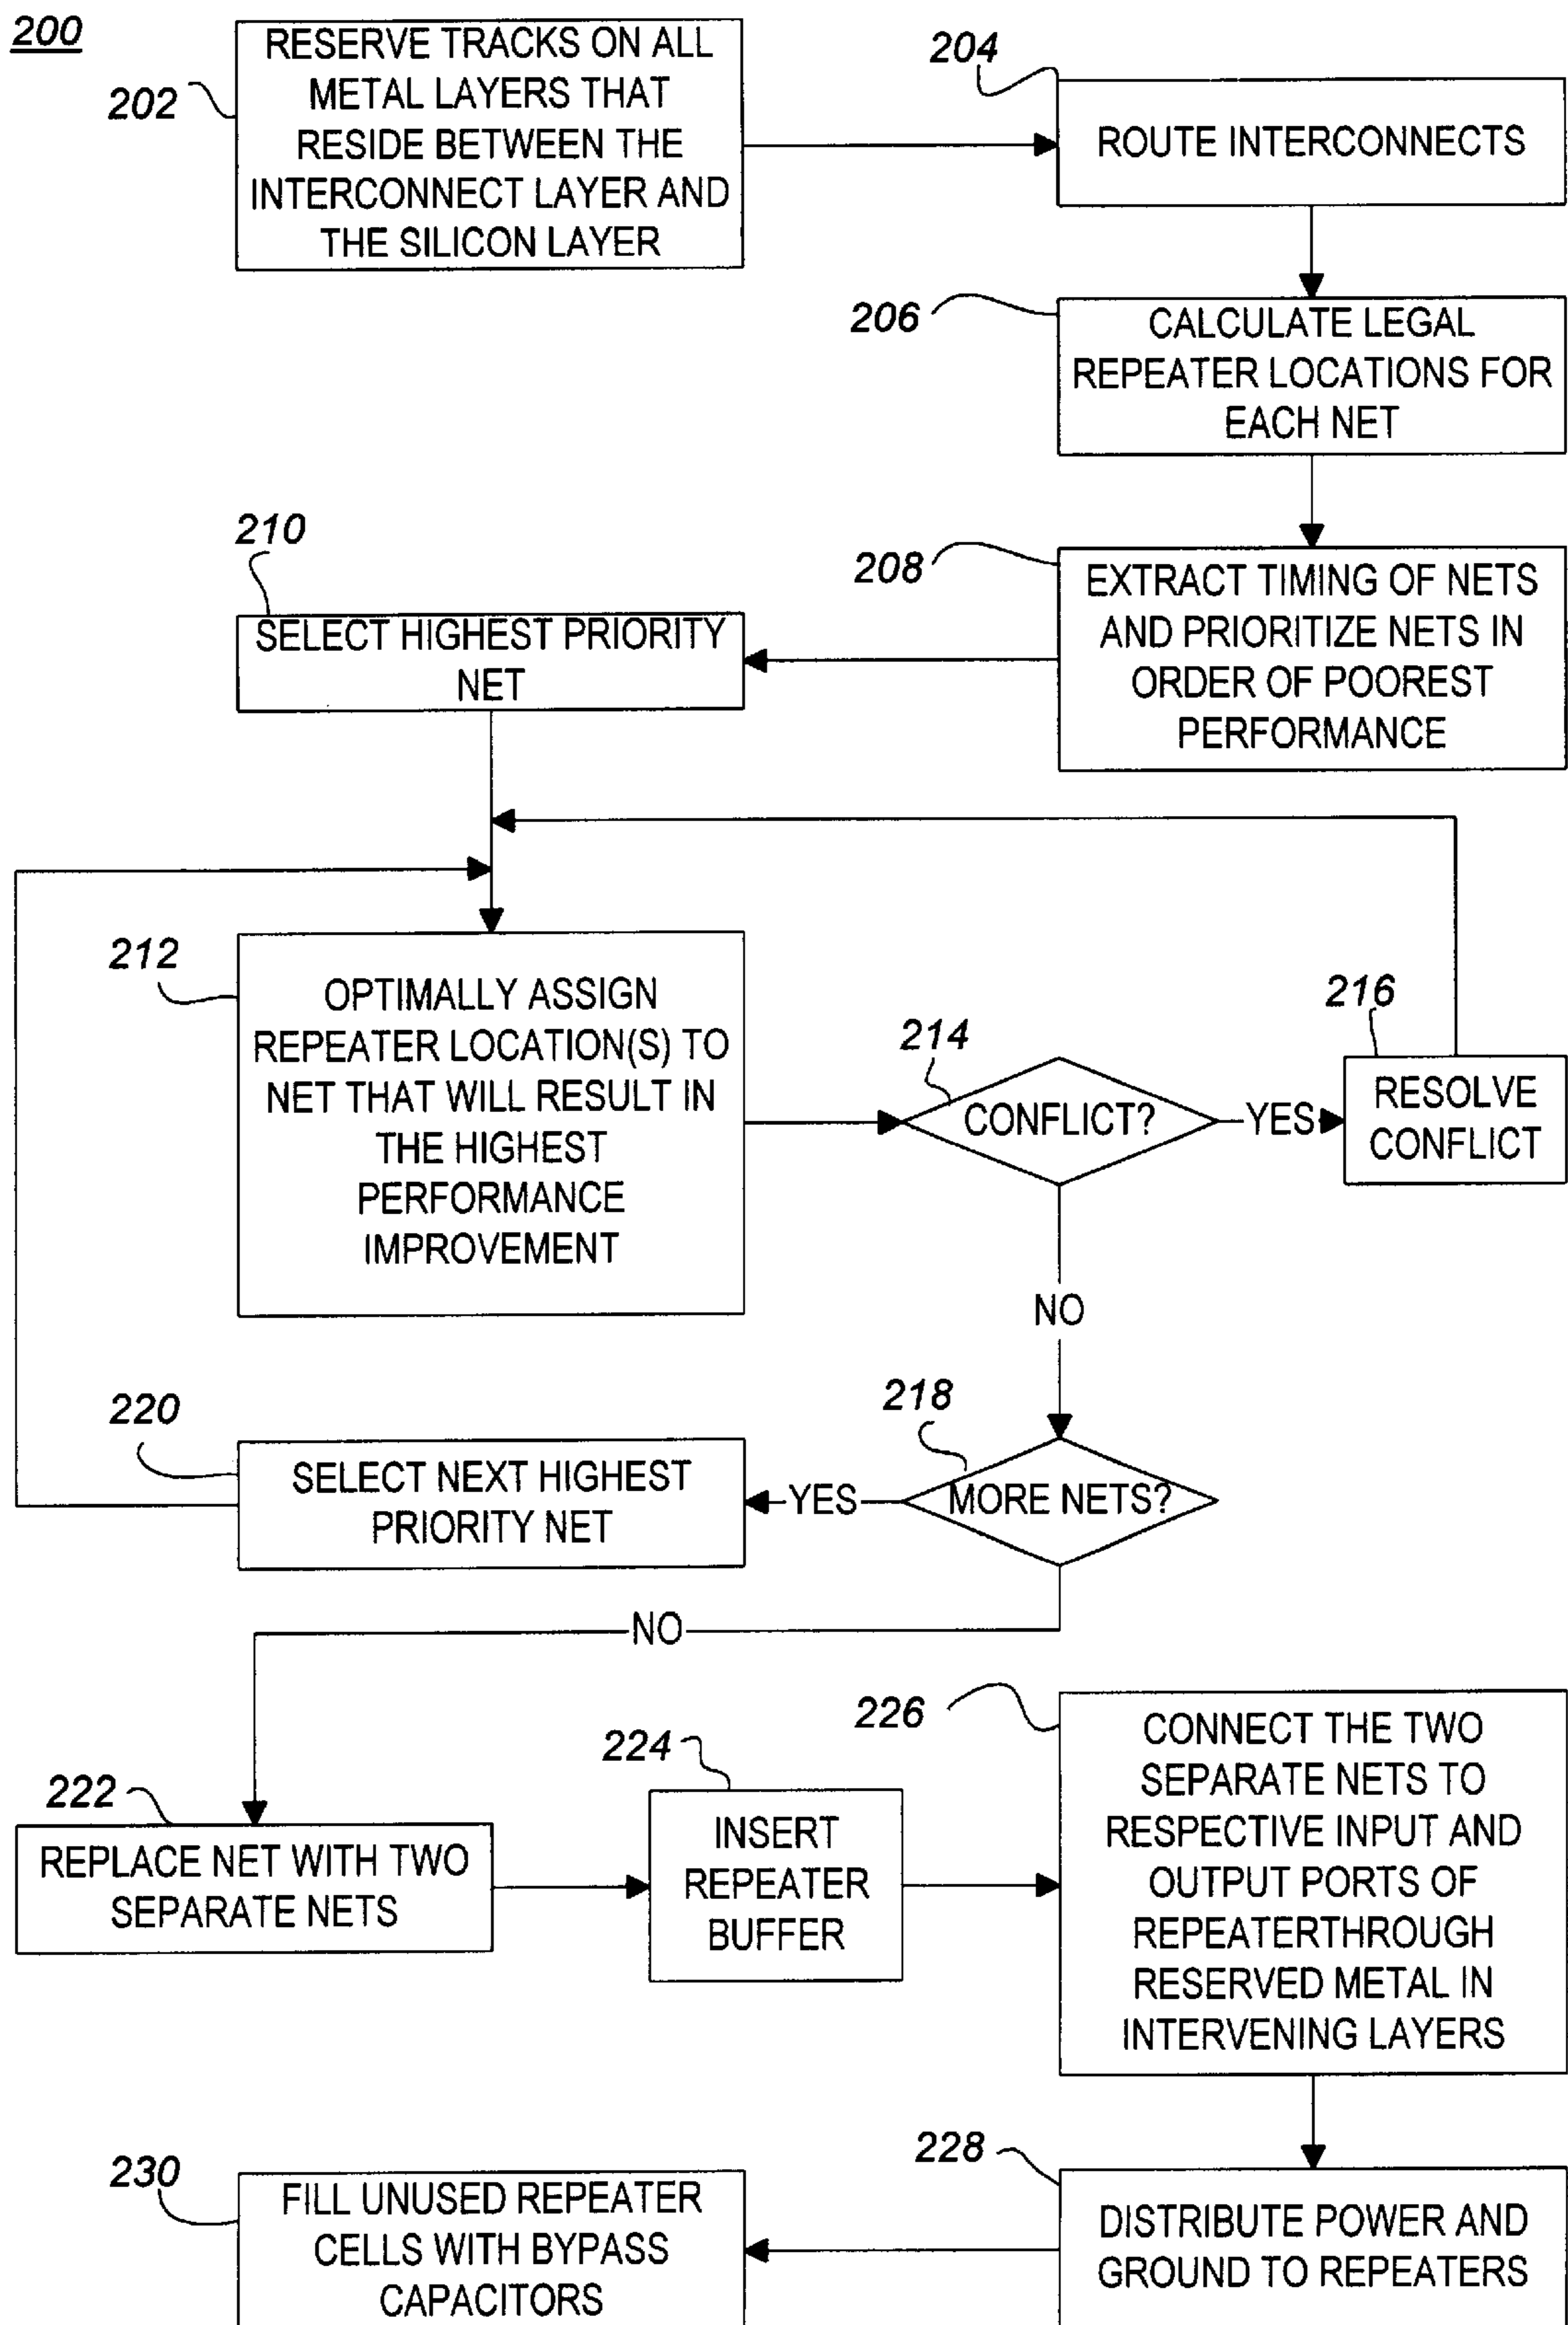 200
202
RESERVE TRACKS ON ALL
METAL LAYERS THAT
RESIDE BETWEEN THE
INTERCONNECT LAYER AND
THE SILICON LAYER
204
ROUTE INTERCONNECTS
206
CALCULATE LEGAL
REPEATER LOCATIONS FOR
EACH NET
208
EXTRACT TIMING OF NETS
AND PRIORITIZE NETS IN
ORDER OF POOREST
PERFORMANCE
210
SELECT HIGHEST PRIORITY
NET
212
OPTIMALLY ASSIGN
REPEATER LOCATION(S) TO
NET THAT WILL RESULT IN
THE HIGHEST
PERFORMANCE
IMPROVEMENT
214
CONFLICT?
YES
216
RESOLVE
CONFLICT
NO
218
MORE NETS?
YES
220
SELECT NEXT HIGHEST
PRIORITY NET
NO
222
REPLACE NET WITH TWO
SEPARATE NETS
224
INSERT
REPEATER
BUFFER
226
CONNECT THE TWO
SEPARATE NETS TO
RESPECTIVE INPUT AND
OUTPUT PORTS OF
REPEATERTHROUGH
RESERVED METAL IN
INTERVENING LAYERS
228
DISTRIBUTE POWER AND
GROUND TO REPEATERS
230
FILL UNUSED REPEATER
CELLS WITH BYPASS
CAPACITORS